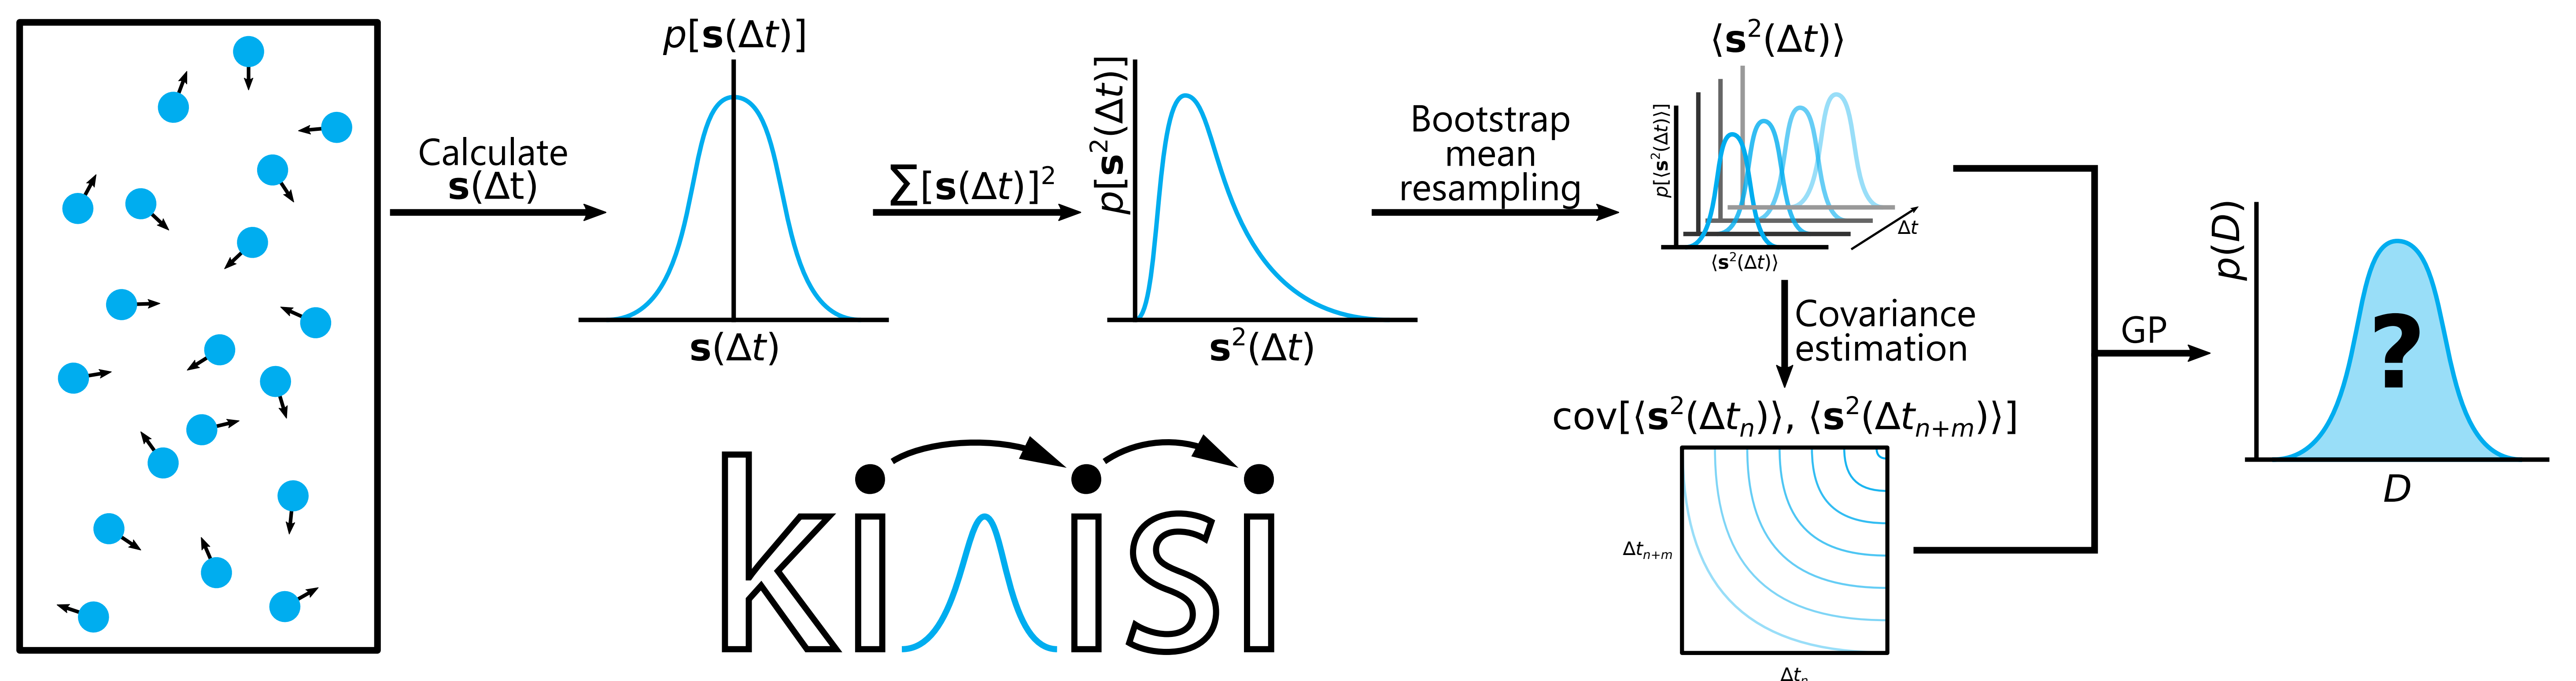 Calculate
s(Δt)
p[s(Δt)]
s(Δt)
∑[s(Δt)]²
p[s²(Δt)]
s²(Δt)
Bootstrap
mean
resampling
⟨s²(Δt)⟩
p[⟨s²(Δt)⟩]
⟨s²(Δt)⟩
Δt
Covariance
estimation
cov[⟨s²(Δtₙ)⟩, ⟨s²(Δtₙ₊ₘ)⟩]
Δtₙ₊ₘ
Δtₙ
GP
p(D)
?
D
kinisi